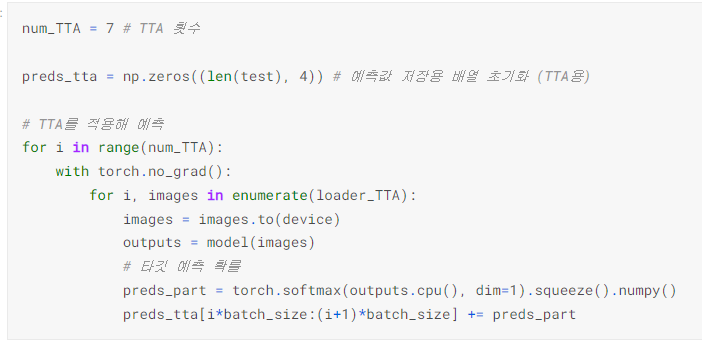 num_TTA = 7 # TTA 횟수
preds_tta = np.zeros((len(test), 4)) # 예측값 저장용 배열 초기화 (TTA용)
# TTA를 적용해 예측
for i in range(num_TTA):
    with torch.no_grad():
        for i, images in enumerate(loader_TTA):
            images = images.to(device)
            outputs = model(images)
            # 타깃 예측 확률
            preds_part = torch.softmax(outputs.cpu(), dim=1).squeeze().numpy()
            preds_tta[i*batch_size:(i+1)*batch_size] += preds_part